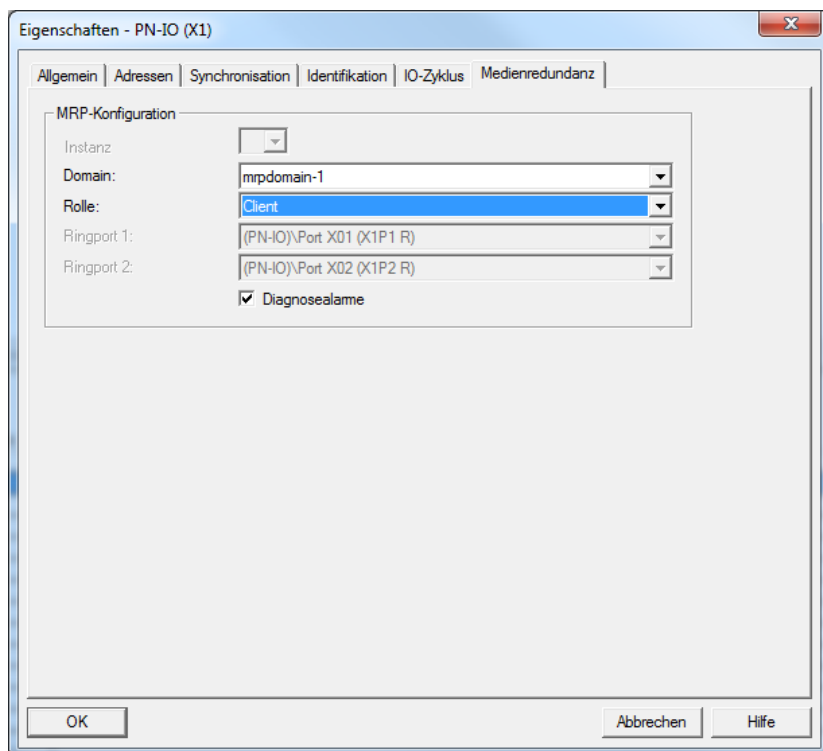 Eigenschaften - PN-IO (X1)
Allgemein Adressen Synchronisation Identifikation IO-Zyklus Medienredundanz
MRP-Konfiguration
Instanz
Domain: mrpdomain-1
Rolle: Client
Ringport 1: (PN-IO)\Port X01 (X1P1 R)
Ringport 2: (PN-IO)\Port X02 (X1P2 R)
Diagnosealarme
OK Abbrechen Hilfe